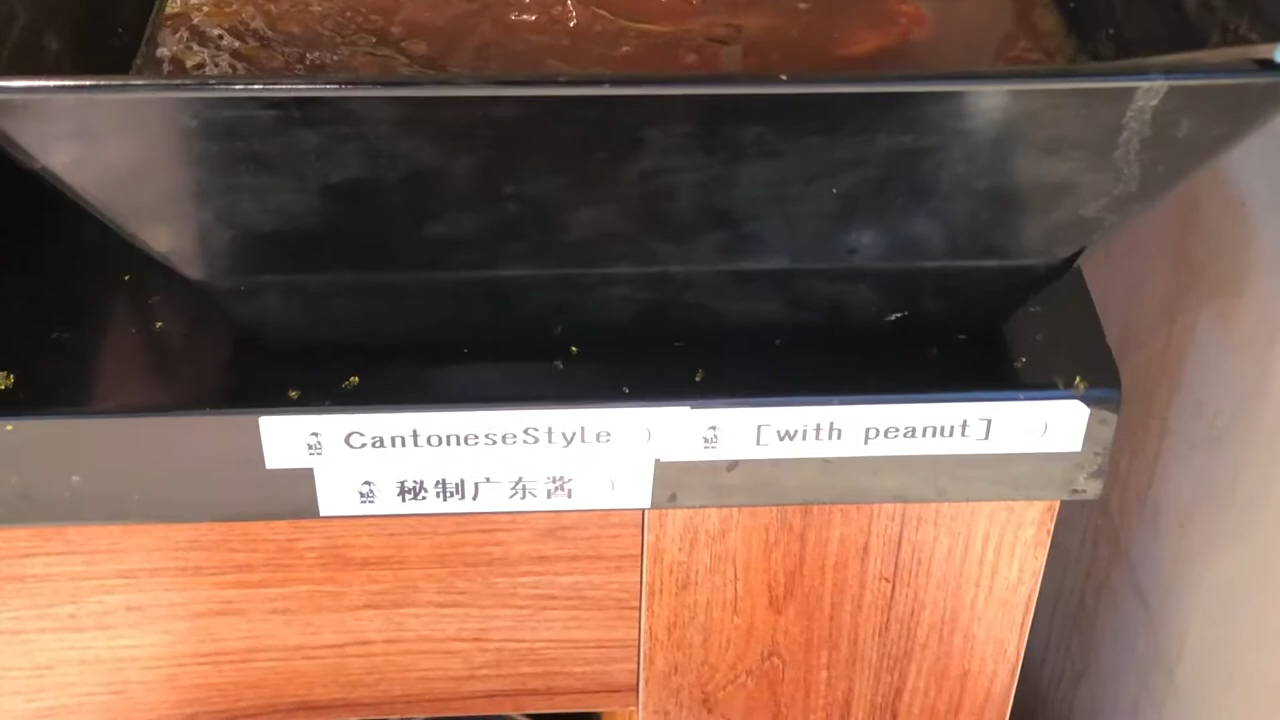 CantoneseStyle )
[with peanut] )
秘制广东酱 )